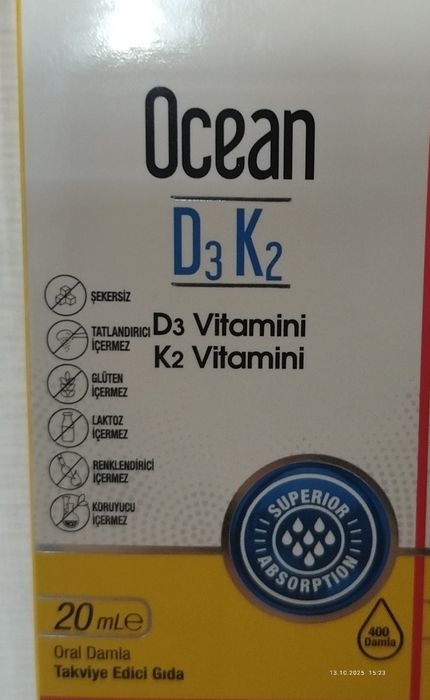 Ocean
D3 K2
D3 Vitamini
K2 Vitamini
ŞEKERSİZ
TATLANDIRICI
İÇERMEZ
GLÜTEN
İÇERMEZ
LAKTOZ
İÇERMEZ
RENKLENDİRİCİ
İÇERMEZ
KORUYUCU
İÇERMEZ
SUPERIOR
ABSORPTION
20 mL℮
Oral Damla
Takviye Edici Gıda
400
Damla
13.10.2025 15:23